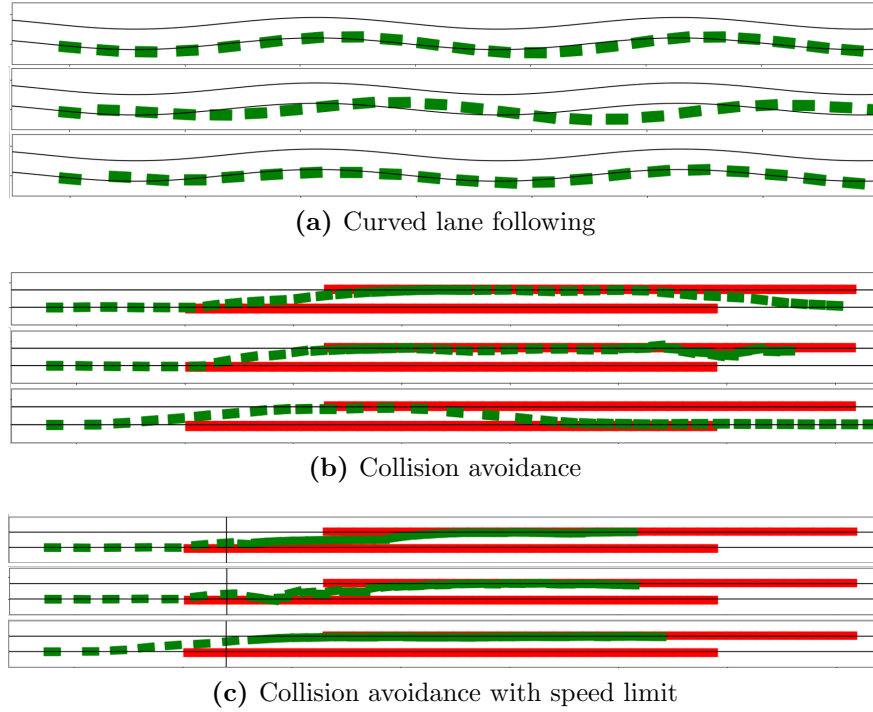 (a) Curved lane following
(b) Collision avoidance
(c) Collision avoidance with speed limit